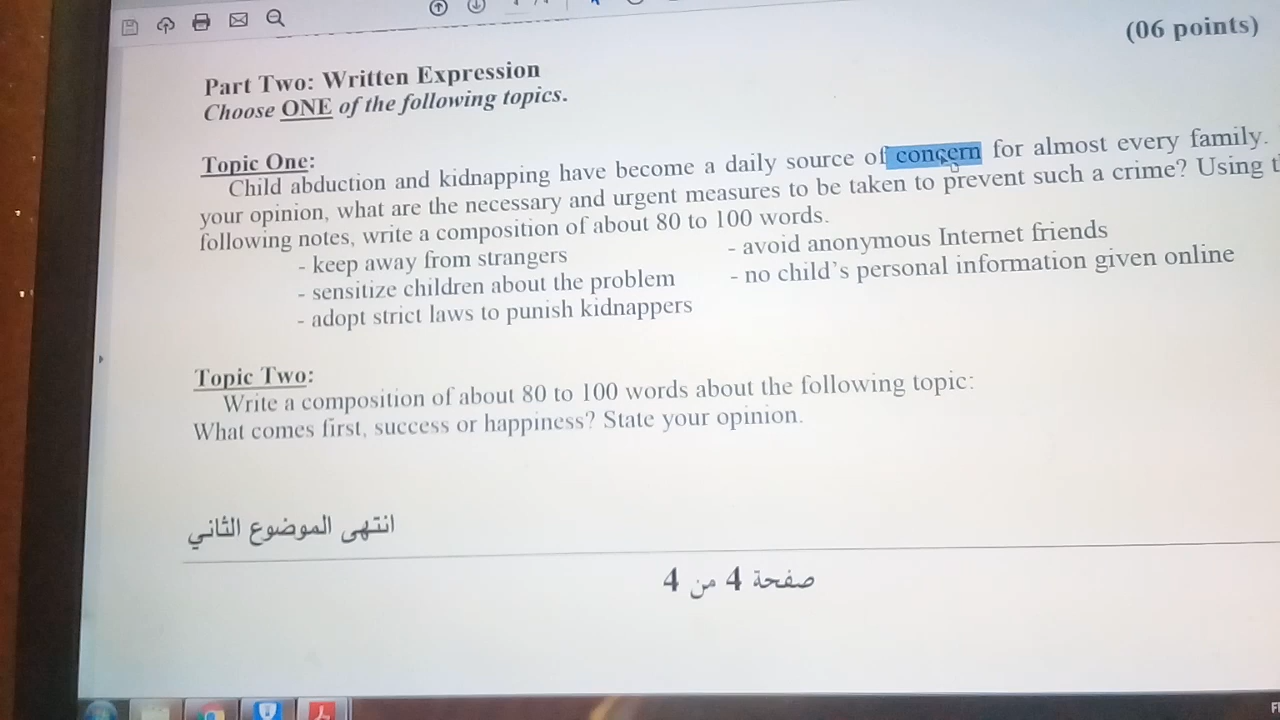 (06 points)
Part Two: Written Expression
Choose ONE of the following topics.
Topic One:
Child abduction and kidnapping have become a daily source of concern for almost every family.
your opinion, what are the necessary and urgent measures to be taken to prevent such a crime? Using
following notes, write a composition of about 80 to 100 words.
- keep away from strangers - avoid anonymous Internet friends
- sensitize children about the problem - no child's personal information given online
- adopt strict laws to punish kidnappers
Topic Two:
Write a composition of about 80 to 100 words about the following topic:
What comes first, success or happiness? State your opinion.
انتهى الموضوع الثاني
صفحة 4 من 4